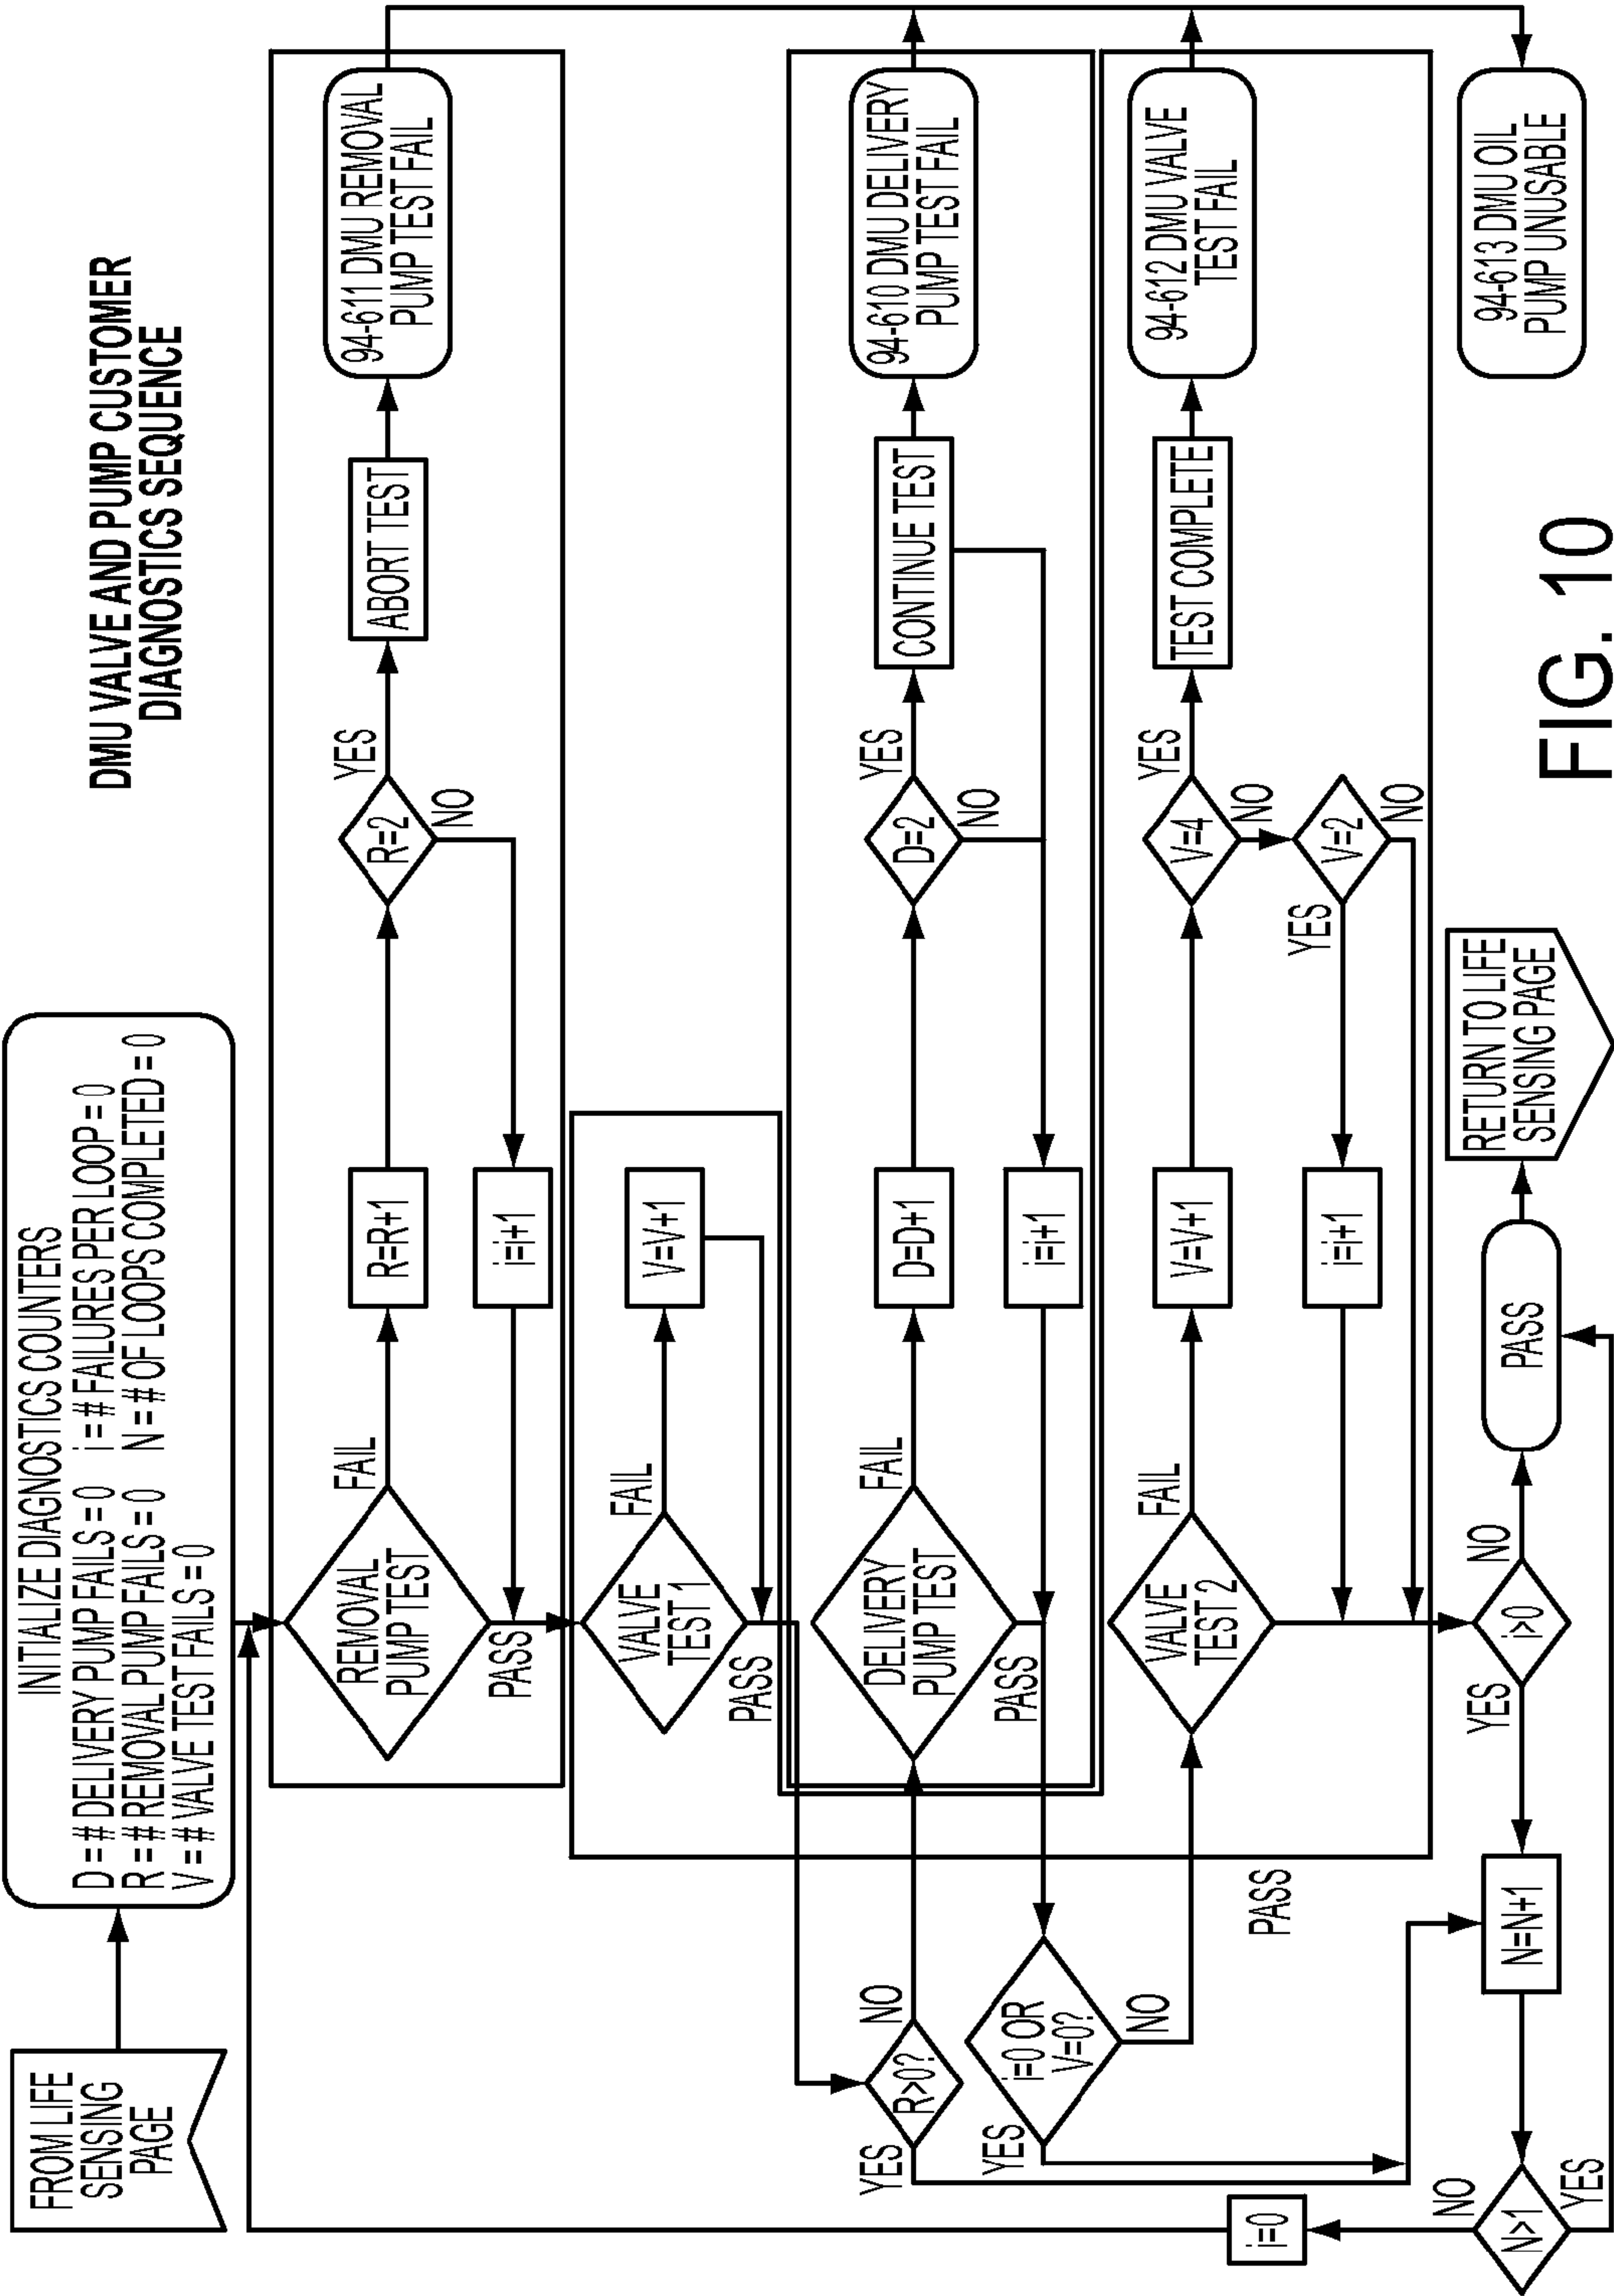 DMU VALVE AND PUMP CUSTOMER
DIAGNOSTICS SEQUENCE
FROM LIFE
SENSING
PAGE
INITIALIZE DIAGNOSTICS COUNTERS
D = # DELIVERY PUMP FAILS = 0 i = # FAILURES PER LOOP = 0
R = # REMOVAL PUMP FAILS = 0 N = # OF LOOPS COMPLETED = 0
V = # VALVE TEST FAILS = 0
REMOVAL
PUMP TEST
FAIL
R=R+1
R=2
YES
ABORT TEST
94-611 DMU REMOVAL
PUMP TEST FAIL
NO
i=i+1
PASS
VALVE
TEST 1
FAIL
V=V+1
PASS
R>0?
NO
YES
DELIVERY
PUMP TEST
FAIL
D=D+1
D=2
YES
CONTINUE TEST
94-610 DMU DELIVERY
PUMP TEST FAIL
NO
i=i+1
PASS
i=0 OR
V=0?
YES
NO
VALVE
TEST 2
FAIL
V=V+1
V=4
YES
TEST COMPLETE
94-612 DMU VALVE
TEST FAIL
NO
V=2
YES
NO
i=i+1
PASS
i=0
NO
N>1
YES
N=N+1
YES
i>0
NO
PASS
RETURN TO LIFE
SENSING PAGE
94-613 DMU OIL
PUMP UNUSABLE
FIG. 10